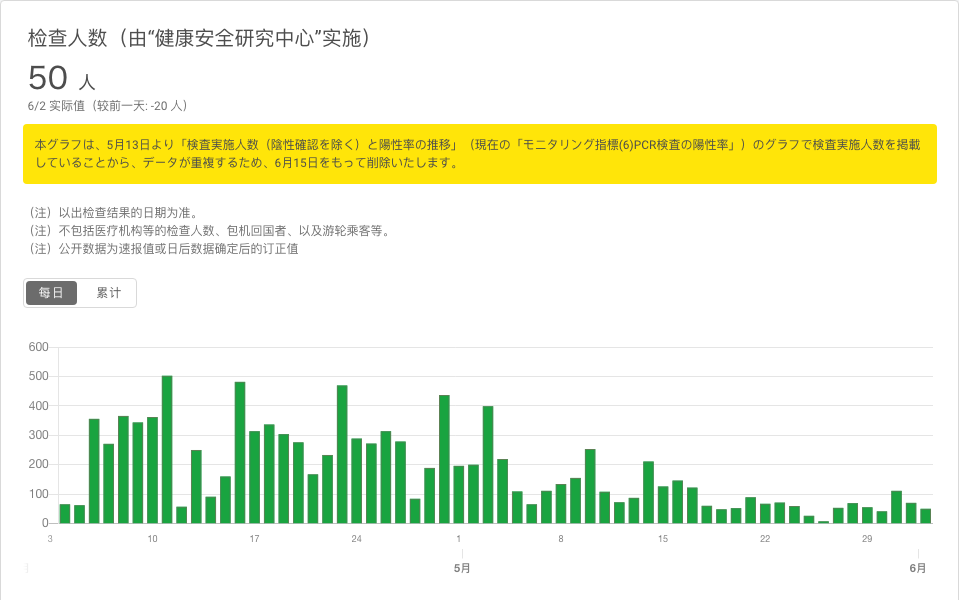 检查人数（由“健康安全研究中心”实施）
50 人
6/2 实际值（较前一天: -20 人）
本グラフは、5月13日より「検査実施人数（陰性確認を除く）と陽性率の推移」（現在の「モニタリング指標(6)PCR検査の陽性率」）のグラフで検査実施人数を掲載
していることから、データが重複するため、6月15日をもって削除いたします。
（注）以出检查结果的日期为准。
（注）不包括医疗机构等的检查人数、包机回国者、以及游轮乘客等。
（注）公开数据为速报值或日后数据确定后的订正值
每日 累计
600
500
400
300
200
100
0
3 10 17 24 1 8 15 22 29
5月 6月